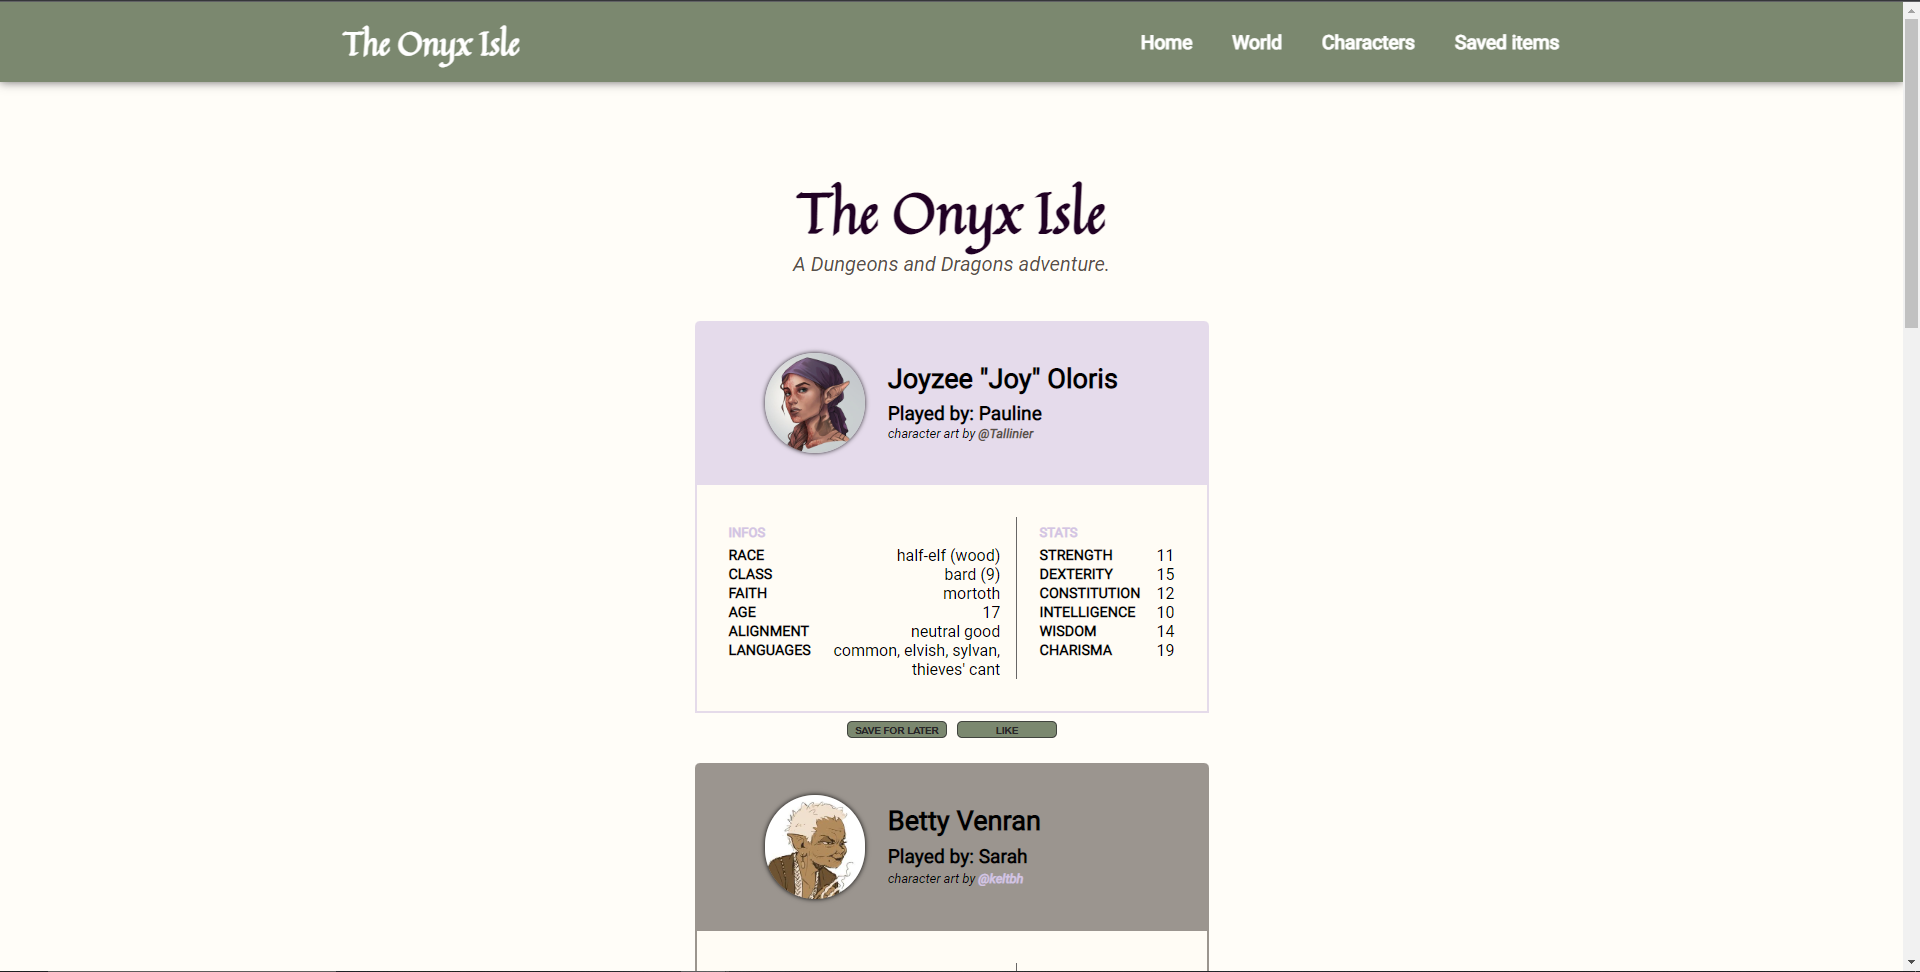 The Onyx Isle
Home World Characters Saved items
The Onyx Isle
A Dungeons and Dragons adventure.
Joyzee "Joy" Oloris
Played by: Pauline
character art by @Tallinier
INFOS
RACE half-elf (wood)
CLASS bard (9)
FAITH mortoth
AGE 17
ALIGNMENT neutral good
LANGUAGES common, elvish, sylvan,
thieves' cant
STATS
STRENGTH 11
DEXTERITY 15
CONSTITUTION 12
INTELLIGENCE 10
WISDOM 14
CHARISMA 19
SAVE FOR LATER LIKE
Betty Venran
Played by: Sarah
character art by @keltbh